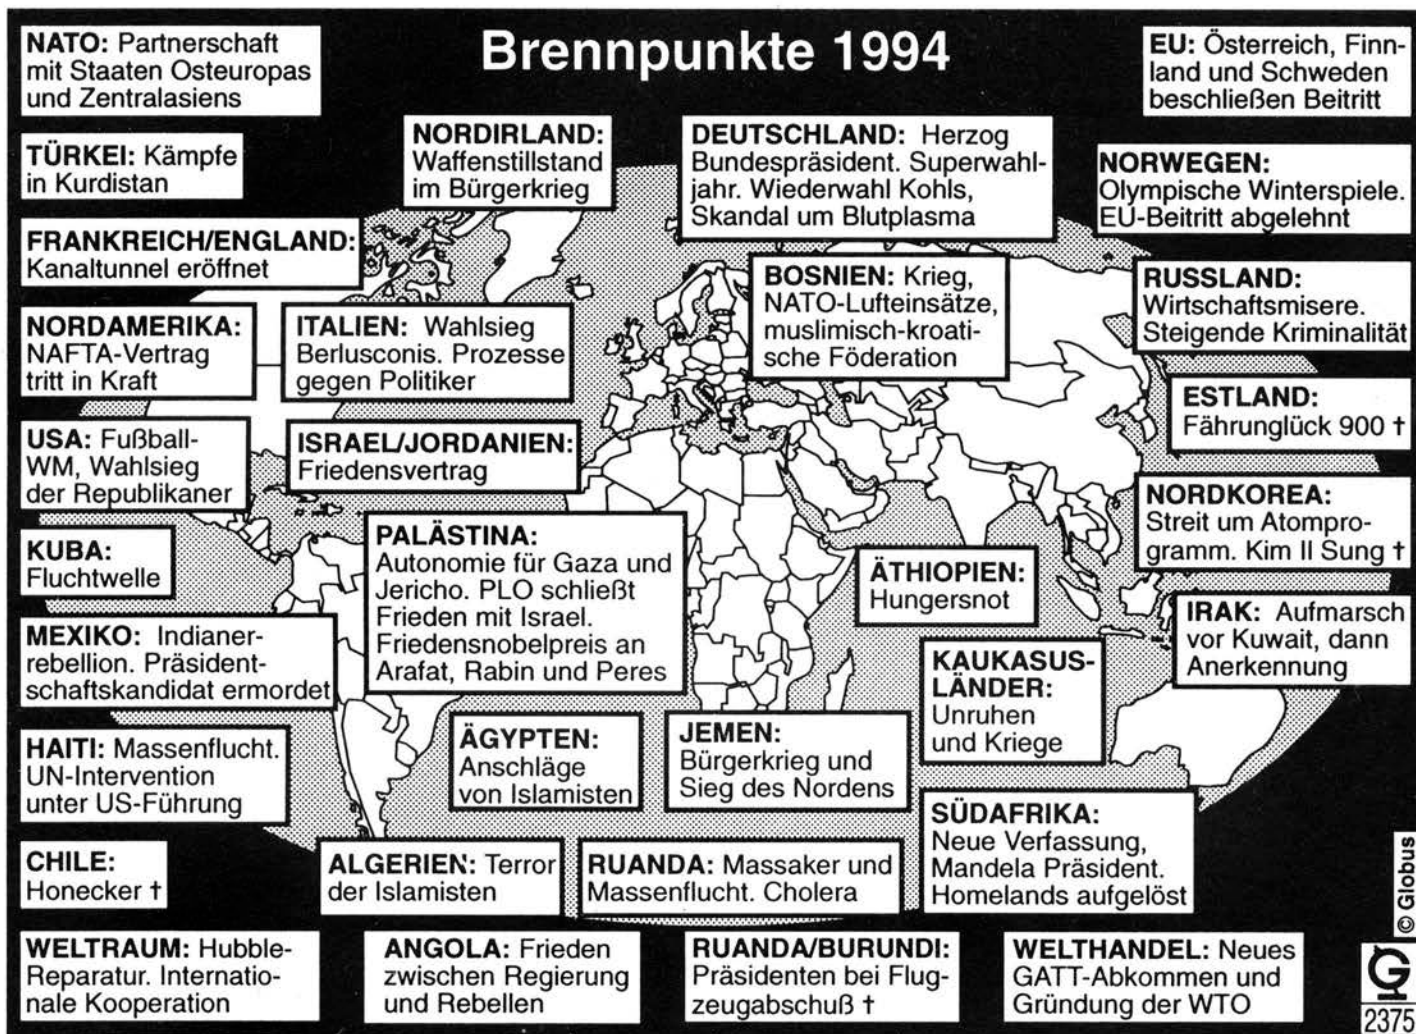 Brennpunkte 1994
NATO: Partnerschaft
mit Staaten Osteuropas
und Zentralasiens
EU: Österreich, Finn-
land und Schweden
beschließen Beitritt
TÜRKEI: Kämpfe
in Kurdistan
NORDIRLAND:
Waffenstillstand
im Bürgerkrieg
DEUTSCHLAND: Herzog
Bundespräsident. Superwahl-
jahr. Wiederwahl Kohls,
Skandal um Blutplasma
NORWEGEN:
Olympische Winterspiele.
EU-Beitritt abgelehnt
FRANKREICH/ENGLAND:
Kanaltunnel eröffnet
NORDAMERIKA:
NAFTA-Vertrag
tritt in Kraft
ITALIEN: Wahlsieg
Berlusconis. Prozesse
gegen Politiker
BOSNIEN: Krieg,
NATO-Lufteinsätze,
muslimisch-kroati-
sche Föderation
RUSSLAND:
Wirtschaftsmisere.
Steigende Kriminalität
ESTLAND:
Fährunglück 900 †
USA: Fußball-
WM, Wahlsieg
der Republikaner
ISRAEL/JORDANIEN:
Friedensvertrag
NORDKOREA:
Streit um Atompro-
gramm. Kim Il Sung †
KUBA:
Fluchtwelle
PALÄSTINA:
Autonomie für Gaza und
Jericho. PLO schließt
Frieden mit Israel.
Friedensnobelpreis an
Arafat, Rabin und Peres
ÄTHIOPIEN:
Hungersnot
IRAK: Aufmarsch
vor Kuwait, dann
Anerkennung
MEXIKO: Indianer-
rebellion. Präsident-
schaftskandidat ermordet
KAUKASUS-
LÄNDER:
Unruhen
und Kriege
HAITI: Massenflucht.
UN-Intervention
unter US-Führung
ÄGYPTEN:
Anschläge
von Islamisten
JEMEN:
Bürgerkrieg und
Sieg des Nordens
SÜDAFRIKA:
Neue Verfassung,
Mandela Präsident.
Homelands aufgelöst
CHILE:
Honecker †
ALGERIEN: Terror
der Islamisten
RUANDA: Massaker und
Massenflucht. Cholera
WELTRAUM: Hubble-
Reparatur. Internatio-
nale Kooperation
ANGOLA: Frieden
zwischen Regierung
und Rebellen
RUANDA/BURUNDI:
Präsidenten bei Flug-
zeugabschuß †
WELTHANDEL: Neues
GATT-Abkommen und
Gründung der WTO
© Globus
G
2375